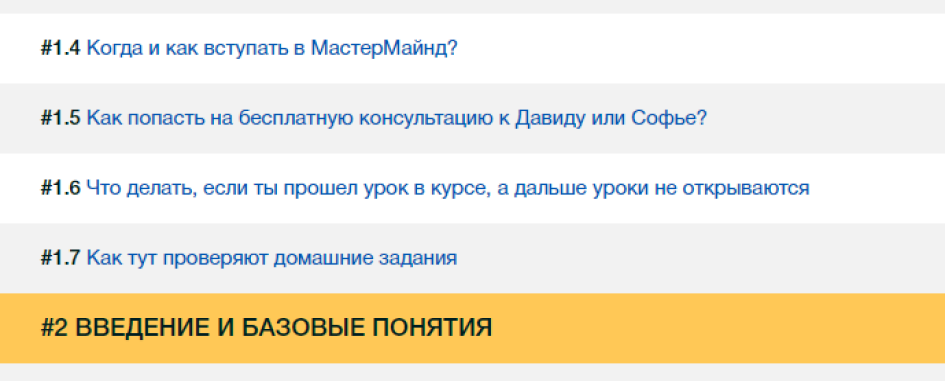 #1.4 Когда и как вступать в МастерМайнд?
#1.5 Как попасть на бесплатную консультацию к Давиду или Софье?
#1.6 Что делать, если ты прошел урок в курсе, а дальше уроки не открываются
#1.7 Как тут проверяют домашние задания
#2 ВВЕДЕНИЕ И БАЗОВЫЕ ПОНЯТИЯ